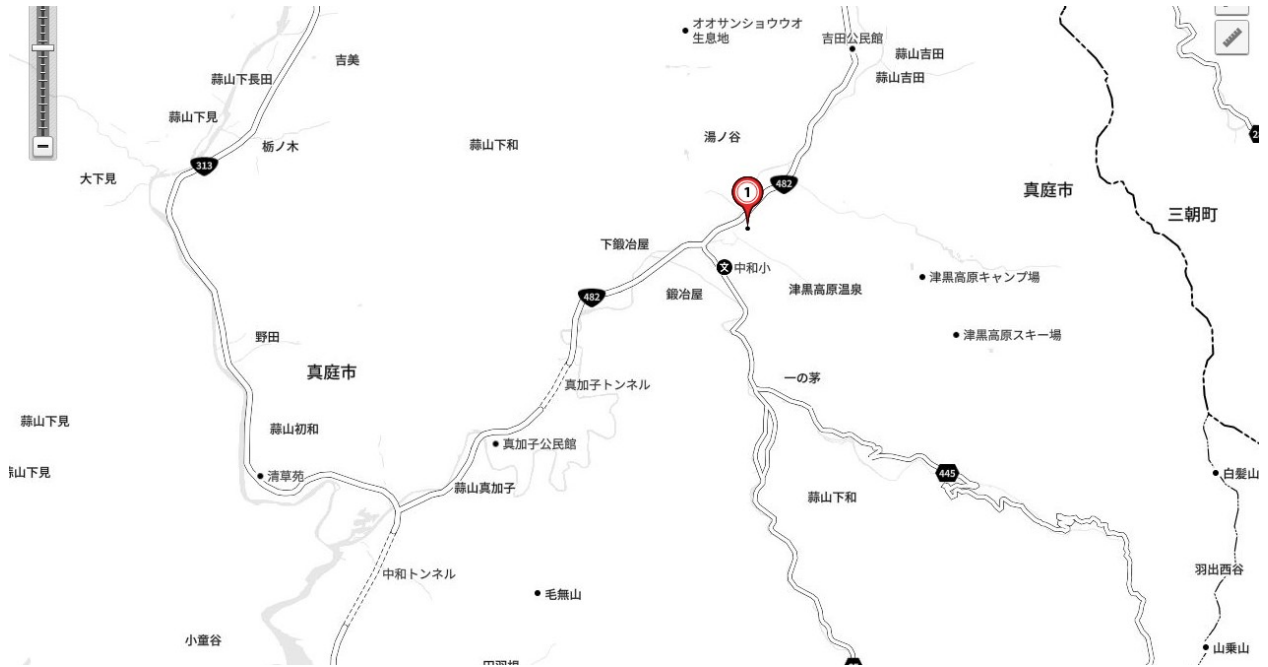 オオサンショウウオ
生息地
吉田公民館
蒜山吉田
蒜山吉田
吉美
蒜山下長田
蒜山下見
栃ノ木
313
大下見
蒜山下和
湯ノ谷
482
1
真庭市
三朝町
下鍛冶屋
文 中和小
482
鍛冶屋
津黒高原温泉
津黒高原キャンプ場
津黒高原スキー場
野田
真庭市
真加子トンネル
一の茅
蒜山下見
蒜山初和
真加子公民館
清草苑
蒜山真加子
445
蒜山下和
白髪山
中和トンネル
毛無山
羽出西谷
小童谷
山乗山